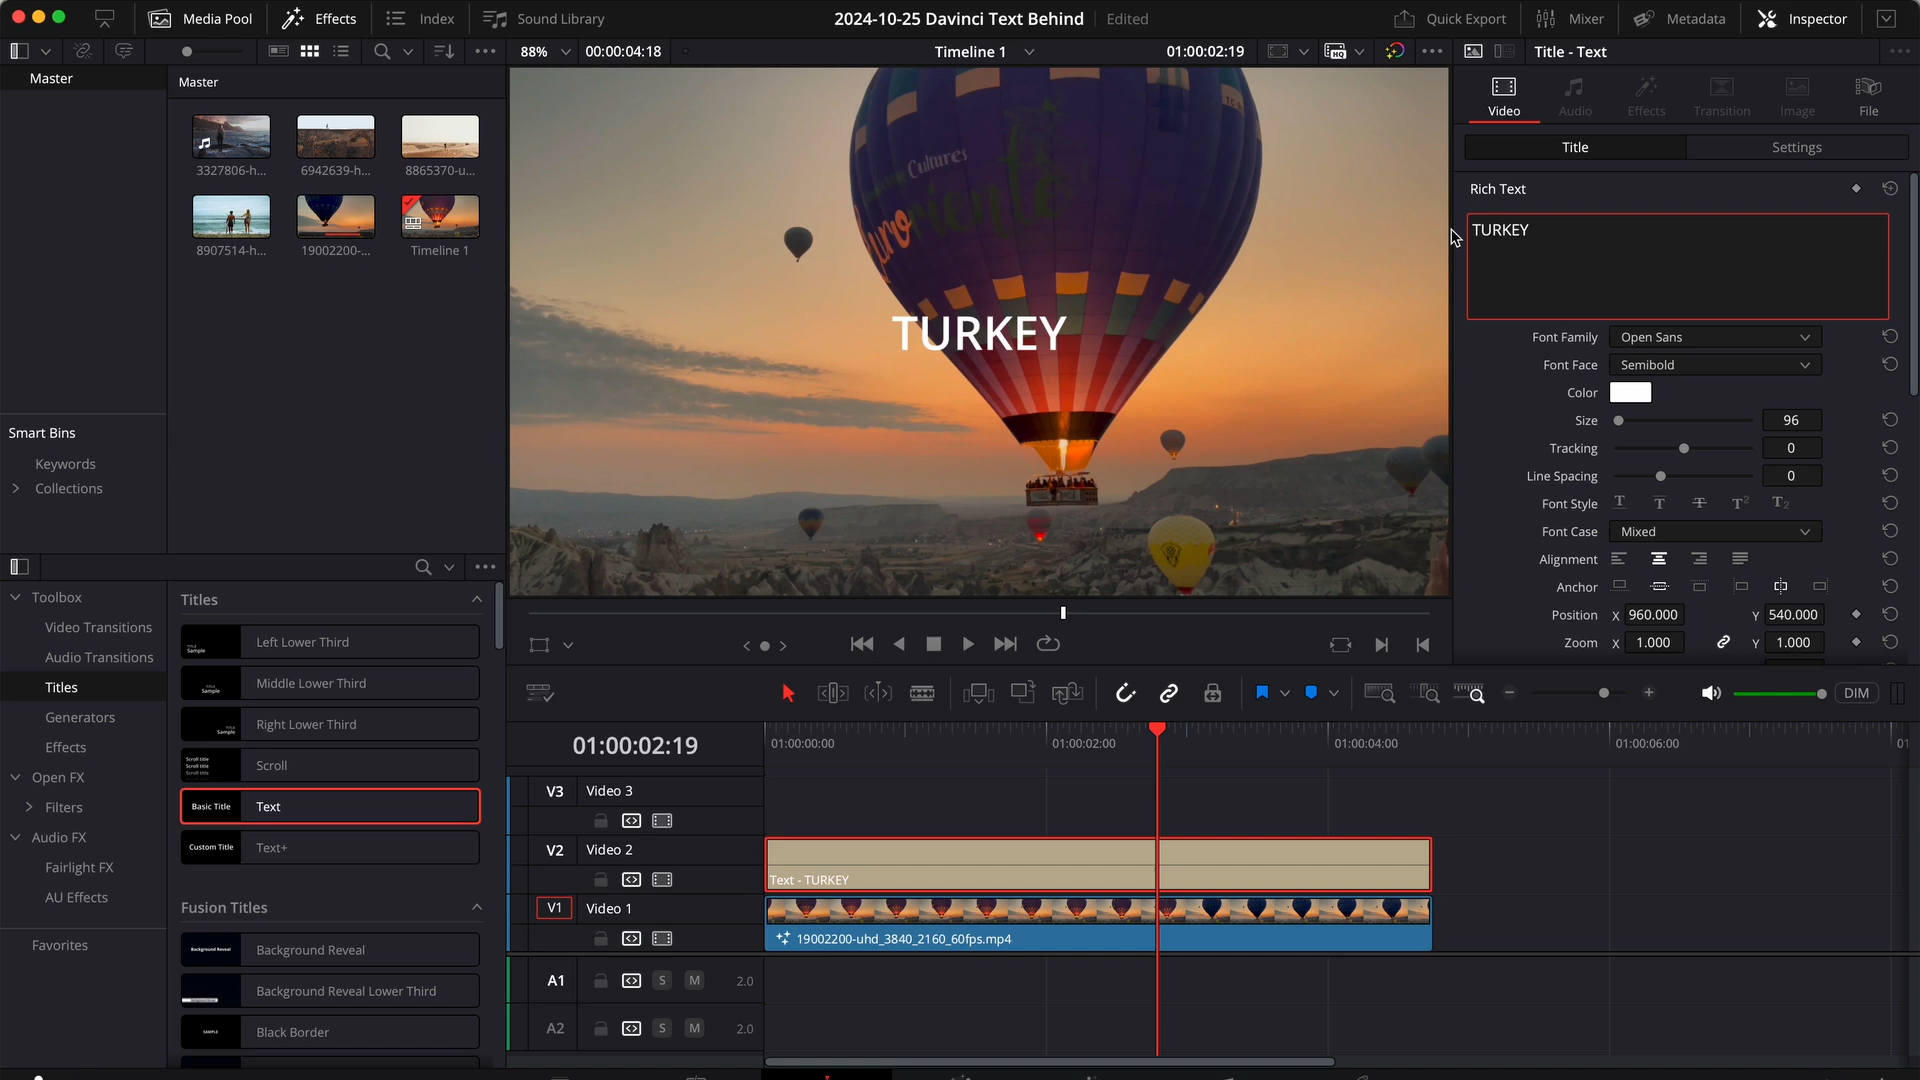 Media Pool
Effects
Index
Sound Library
2024-10-25 Davinci Text Behind
Edited
Quick Export
Mixer
Metadata
Inspector
88%
00:00:04:18
Timeline 1
01:00:02:19
Title - Text
Master
Master
3327806-h...
6942639-h...
8865370-u...
8907514-h...
19002200-...
Timeline 1
Smart Bins
Keywords
Collections
Cultures
TURKEY
Video
Audio
Effects
Transition
Image
File
Title
Settings
Rich Text
TURKEY
Font Family
Open Sans
Font Face
Semibold
Color
Size
96
Tracking
0
Line Spacing
0
Font Style
Font Case
Mixed
Alignment
Anchor
Position
X
960.000
Y
540.000
Zoom
X
1.000
Y
1.000
Toolbox
Video Transitions
Audio Transitions
Titles
Generators
Effects
Open FX
Filters
Audio FX
Fairlight FX
AU Effects
Favorites
Titles
Left Lower Third
Middle Lower Third
Right Lower Third
Scroll
Basic Title
Text
Custom Title
Text+
Fusion Titles
Background Reveal
Background Reveal
Background Reveal Lower Third
SAMPLE
Black Border
DIM
01:00:02:19
01:00:00:00
01:00:02:00
01:00:04:00
01:00:06:00
V3
Video 3
V2
Video 2
Text - TURKEY
V1
Video 1
19002200-uhd_3840_2160_60fps.mp4
A1
S
M
2.0
A2
S
M
2.0